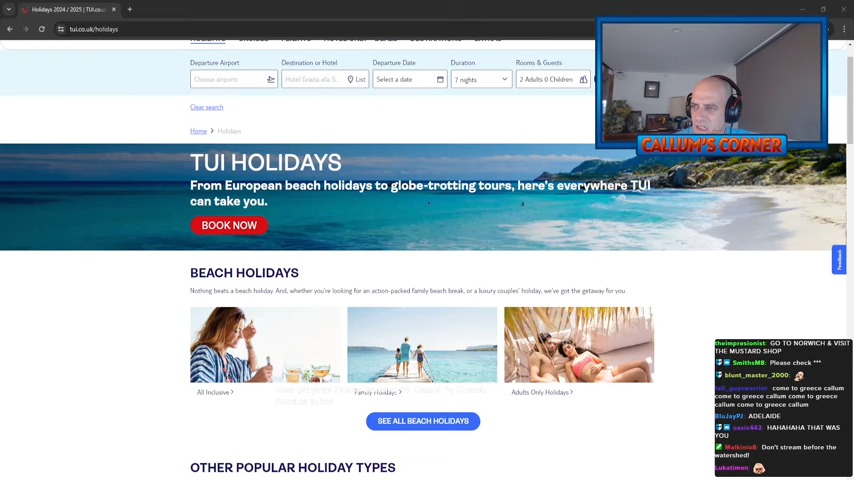 Holidays 2024 / 2025 | TUI.co.u
tui.co.uk/holidays
Departure Airport
Destination or Hotel
Departure Date
Duration
Rooms & Guests
Choose airports
Hotel Grazia alla S...
List
Select a date
7 nights
2 Adults 0 Children
Clear search
Home > Holidays
CALLUM'S CORNER
TUI HOLIDAYS
From European beach holidays to globe-trotting tours, here's everywhere TUI
can take you.
BOOK NOW
Feedback
BEACH HOLIDAYS
Nothing beats a beach holiday And, whether you're looking for an action-packed family beach break, or a luxury couples' holiday, we've got the getaway for you.
All Inclusive >
Family Holidays >
Adults Only Holidays >
SEE ALL BEACH HOLIDAYS
OTHER POPULAR HOLIDAY TYPES
theimpresionist: GO TO NORWICH & VISIT
THE MUSTARD SHOP
SmithsM8: Please check ***
blunt_master_2000:
come to greece callum
come to greece callum come to greece
callum come to greece callum
BluJayPJ: ADELAIDE
oasis442: HAHAHAHA THAT WAS
YOU
Malkinio8: Don't stream before the
watershed!
Lukatimon: